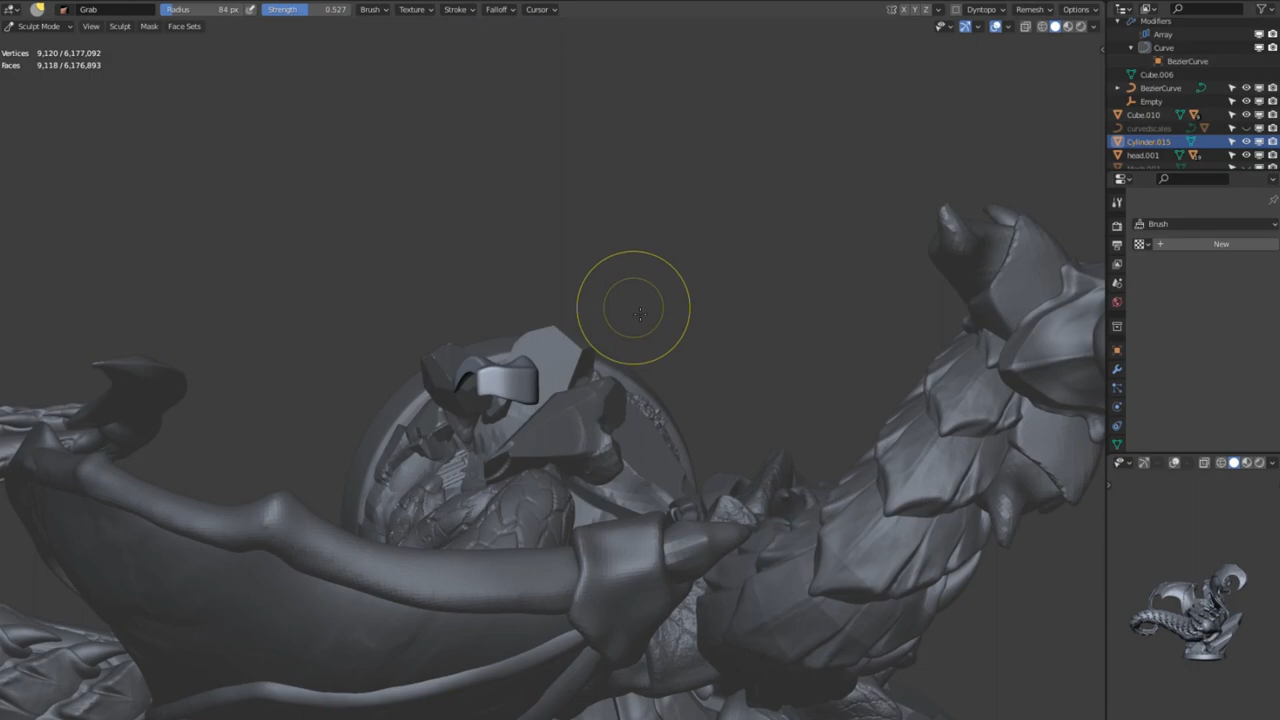 Grab Radius 84 px Strength 0.527 Brush Texture Stroke Falloff Cursor X Y Z Dyntopo Remesh Options
Sculpt Mode View Sculpt Mask Face Sets
Vertices 9,120 / 6,177,092
Faces 9,118 / 6,176,893
Modifiers
Array
Curve
BezierCurve
Cube.006
BezierCurve
Empty
Cube.010
curvedscales
Cylinder.015
head.001
Brush
New